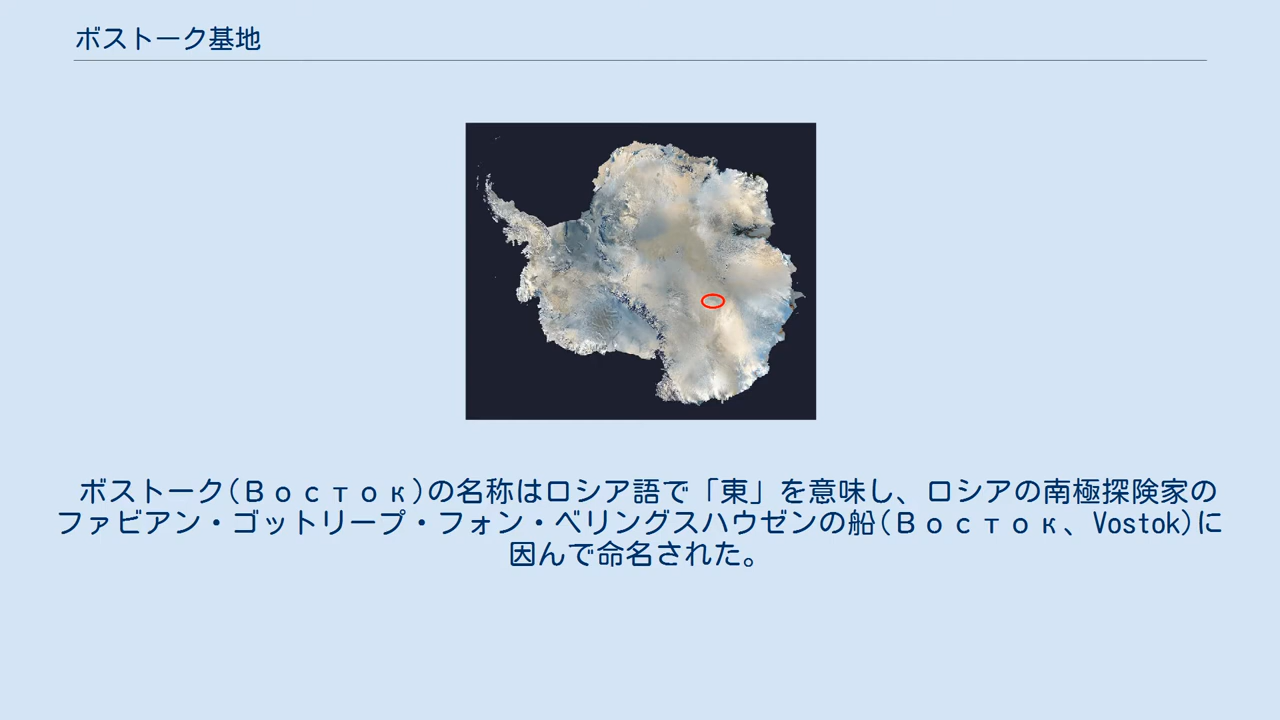 ボストーク基地
ボストーク(Ｂｏｃｔｏｋ)の名称はロシア語で「東」を意味し、ロシアの南極探険家の
ファビアン・ゴットリープ・フォン・ベリングスハウゼンの船(Ｂｏｃｔｏｋ、Vostok)に
因んで命名された。